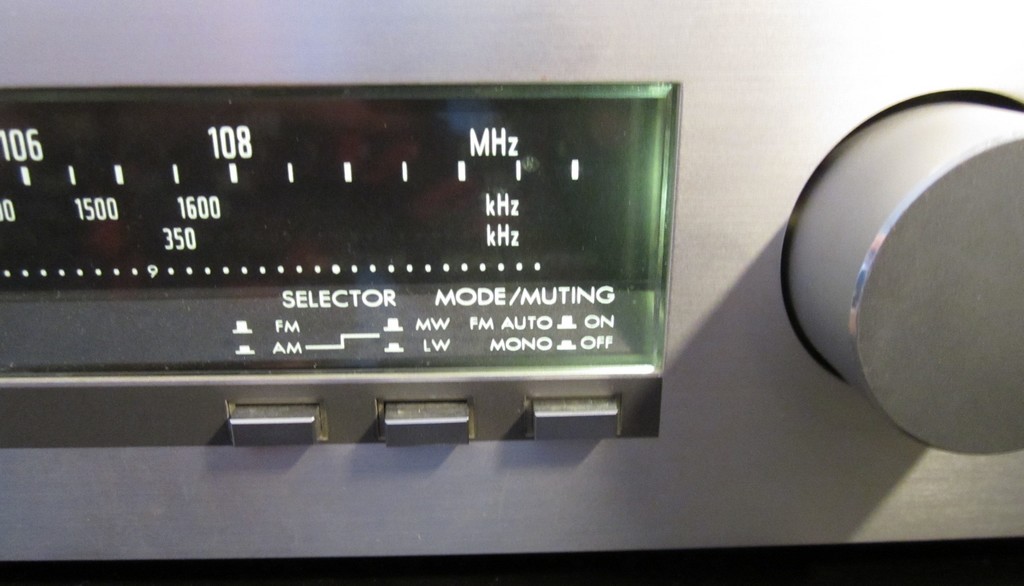 106 108 MHz
1500 1600 kHz
350 kHz
9
SELECTOR MODE/MUTING
FM MW FM AUTO ON
AM LW MONO OFF